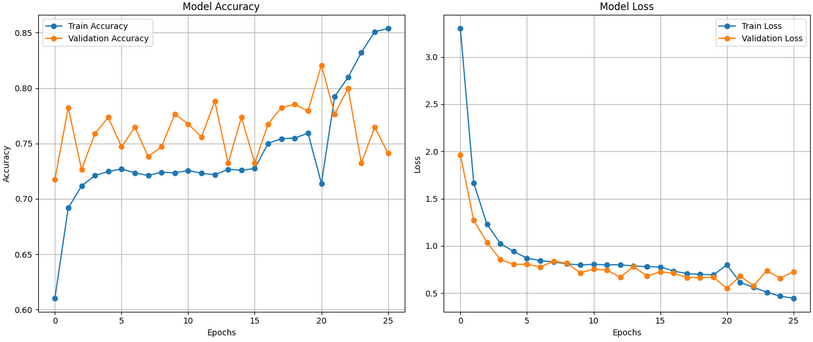 Model Accuracy
Train Accuracy
Validation Accuracy
0.85
0.80
0.75
0.70
0.65
0.60
Accuracy
0
5
10
15
20
25
Epochs
Model Loss
Train Loss
Validation Loss
3.0
2.5
2.0
1.5
1.0
0.5
Loss
0
5
10
15
20
25
Epochs